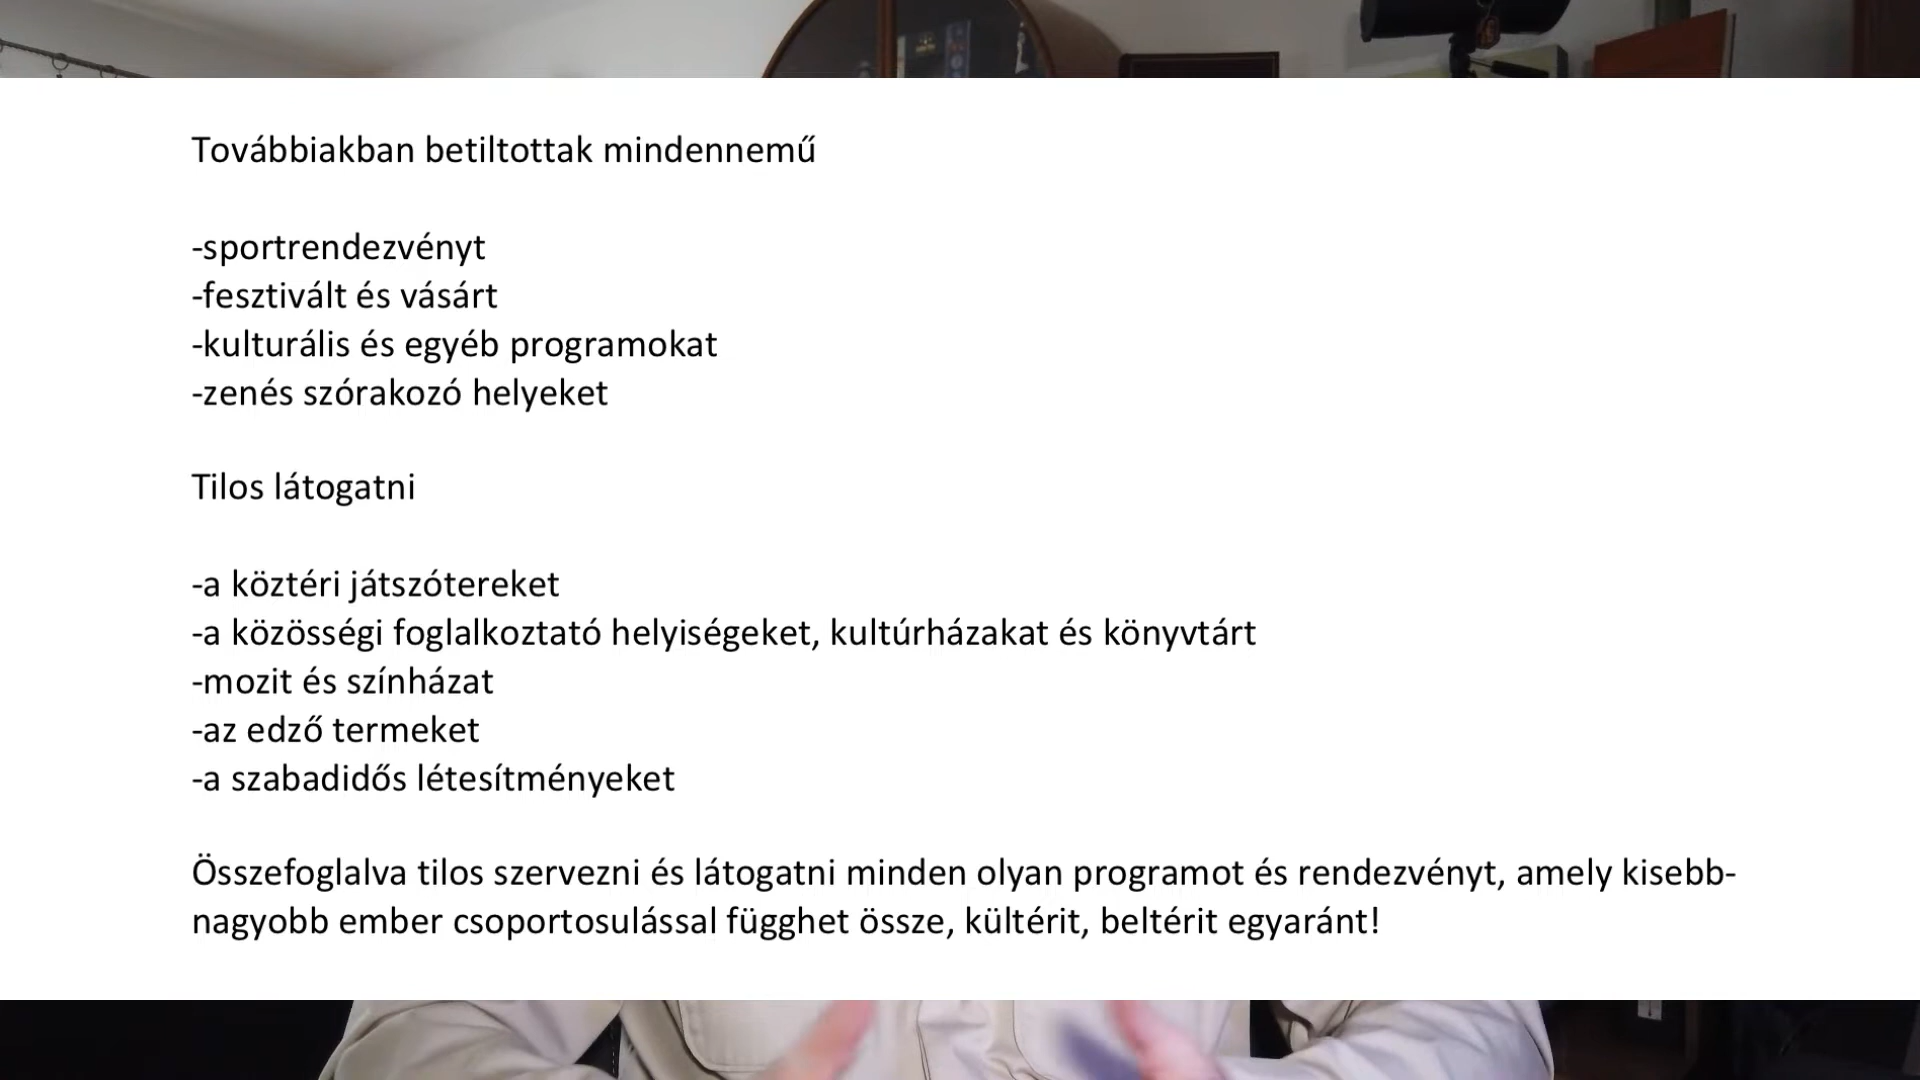 Továbbiakban betiltottak mindennemű
-sportrendezvényt
-fesztivált és vásárt
-kulturális és egyéb programokat
-zenés szórakozó helyeket
Tilos látogatni
-a köztéri játszótereket
-a közösségi foglalkoztató helyiségeket, kultúrházakat és könyvtárt
-mozit és színházat
-az edző termeket
-a szabadidős létesítményeket
Összefoglalva tilos szervezni és látogatni minden olyan programot és rendezvényt, amely kisebb-
nagyobb ember csoportosulással függhet össze, kültérit, beltérit egyaránt!